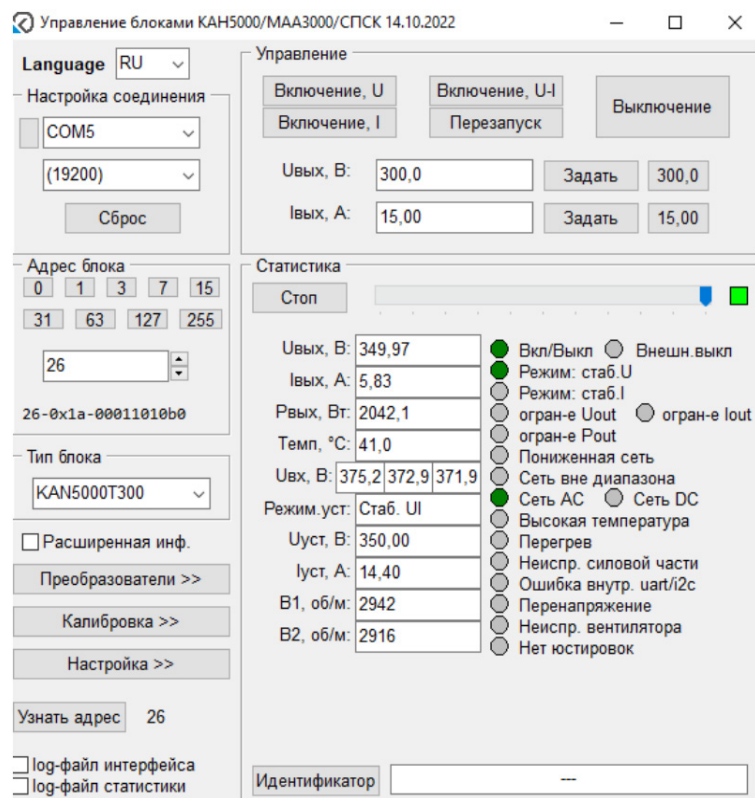 Управление блоками КАН5000/МАА3000/СПСК 14.10.2022
Language RU
Настройка соединения
COM5
(19200)
Сброс
Адрес блока
0 1 3 7 15
31 63 127 255
26
26-0x1a-00011010b0
Тип блока
KAN5000T300
Расширенная инф.
Преобразователи >>
Калибровка >>
Настройка >>
Узнать адрес 26
log-файл интерфейса
log-файл статистики
Управление
Включение, U Включение, U-I Выключение
Включение, I Перезапуск
Uвых, В: 300,0 Задать 300,0
Iвых, А: 15,00 Задать 15,00
Статистика
Стоп
Uвых, В: 349,97
Iвых, А: 5,83
Pвых, Вт: 2042,1
Темп, °C: 41,0
Uвх, В: 375,2 372,9 371,9
Режим.уст: Стаб. UI
Uуст, В: 350,00
Iуст, А: 14,40
В1, об/м: 2942
В2, об/м: 2916
Вкл/Выкл Внешн.выкл
Режим: стаб.U
Режим: стаб.I
огран-е Uout огран-е Iout
огран-е Pout
Пониженная сеть
Сеть вне диапазона
Сеть AC Сеть DC
Высокая температура
Перегрев
Неиспр. силовой части
Ошибка внутр. uart/i2c
Перенапряжение
Неиспр. вентилятора
Нет юстировок
Идентификатор ---